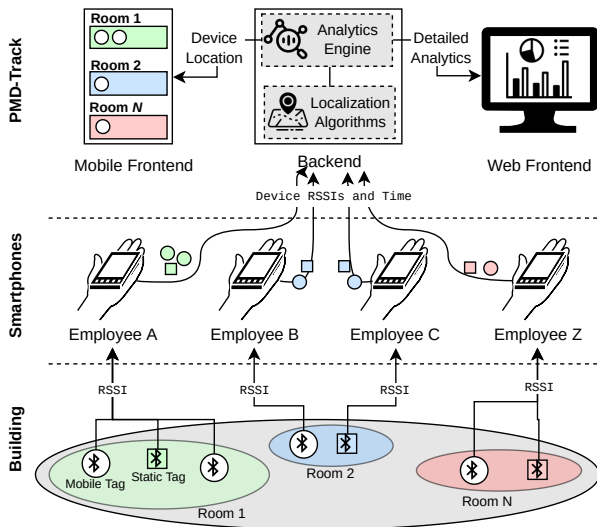 PMD-Track
Room 1
Room 2
Room N
Mobile Frontend
Device
Location
Analytics
Engine
Localization
Algorithms
Backend
Detailed
Analytics
Web Frontend
Device RSSIs and Time
Smartphones
Employee A
Employee B
Employee C
Employee Z
Building
RSSI
RSSI
RSSI
RSSI
Mobile Tag
Static Tag
Room 1
Room 2
Room N